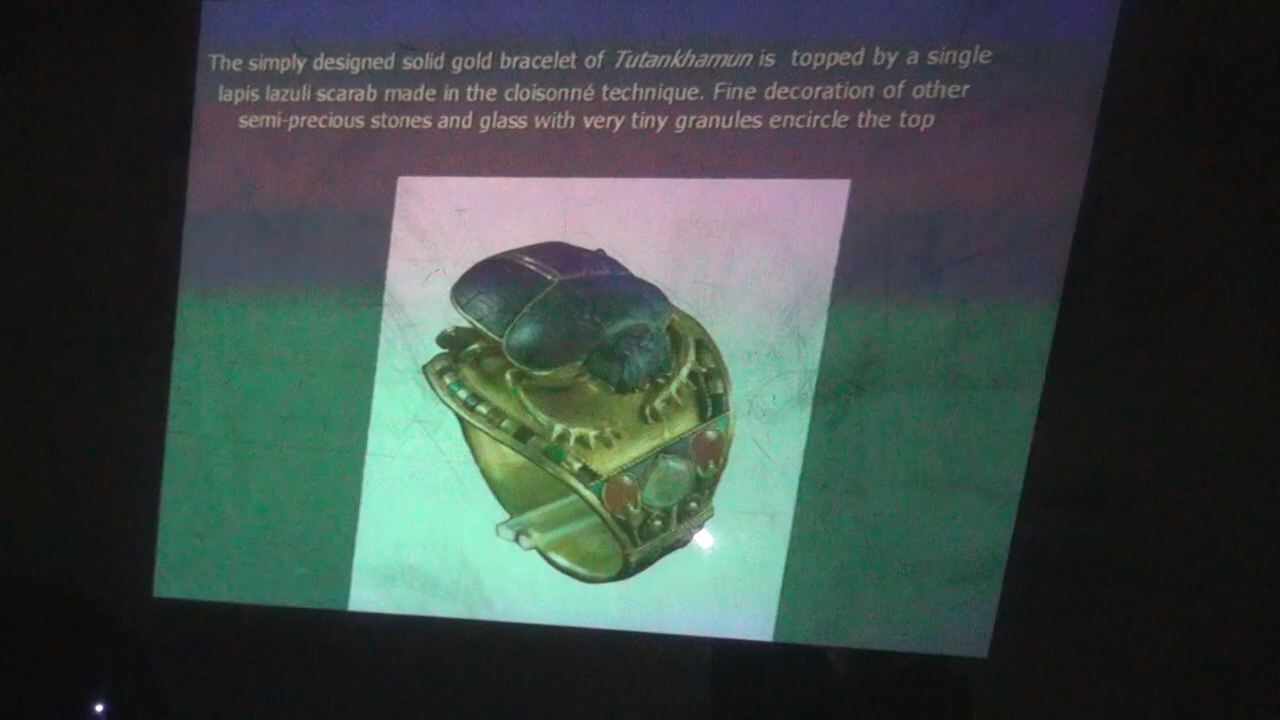 The simply designed solid gold bracelet of Tutankhamun is topped by a single
lapis lazuli scarab made in the cloisonné technique. Fine decoration of other
semi-precious stones and glass with very tiny granules encircle the top